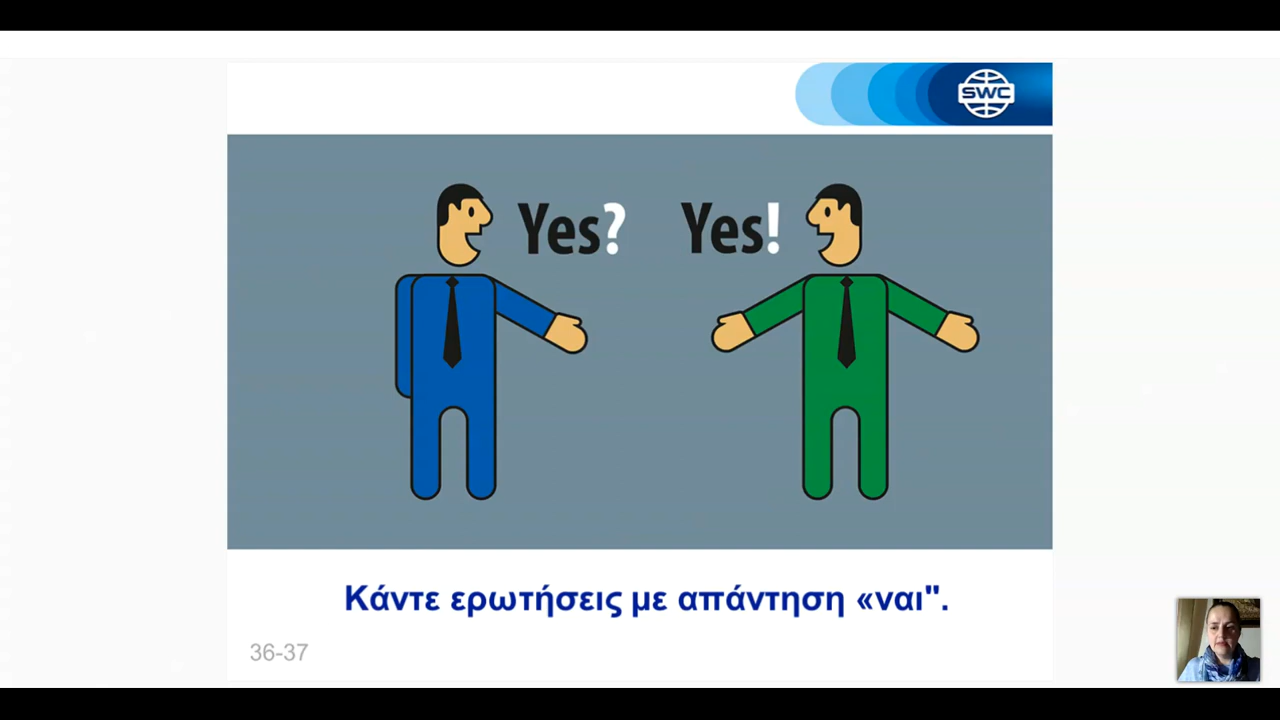 SWC
Yes? Yes!
Κάντε ερωτήσεις με απάντηση «ναι".
36-37